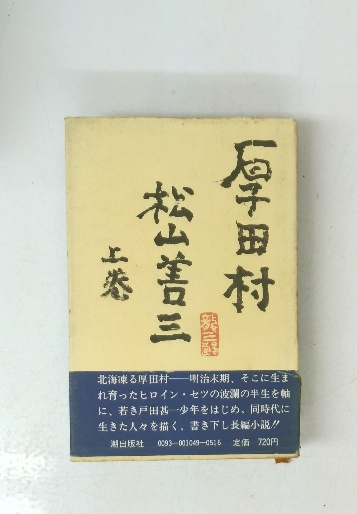 厚田村
松山善三
上巻
北海凍る厚田村──明治末期、そこに生ま
れ育ったヒロイン・セツの波瀾の半生を軸
に、若き戸田甚一少年をはじめ、同時代に
生きた人々を描く、書き下し長編小説!!
潮出版社 0093-001049-0516 定価 720円